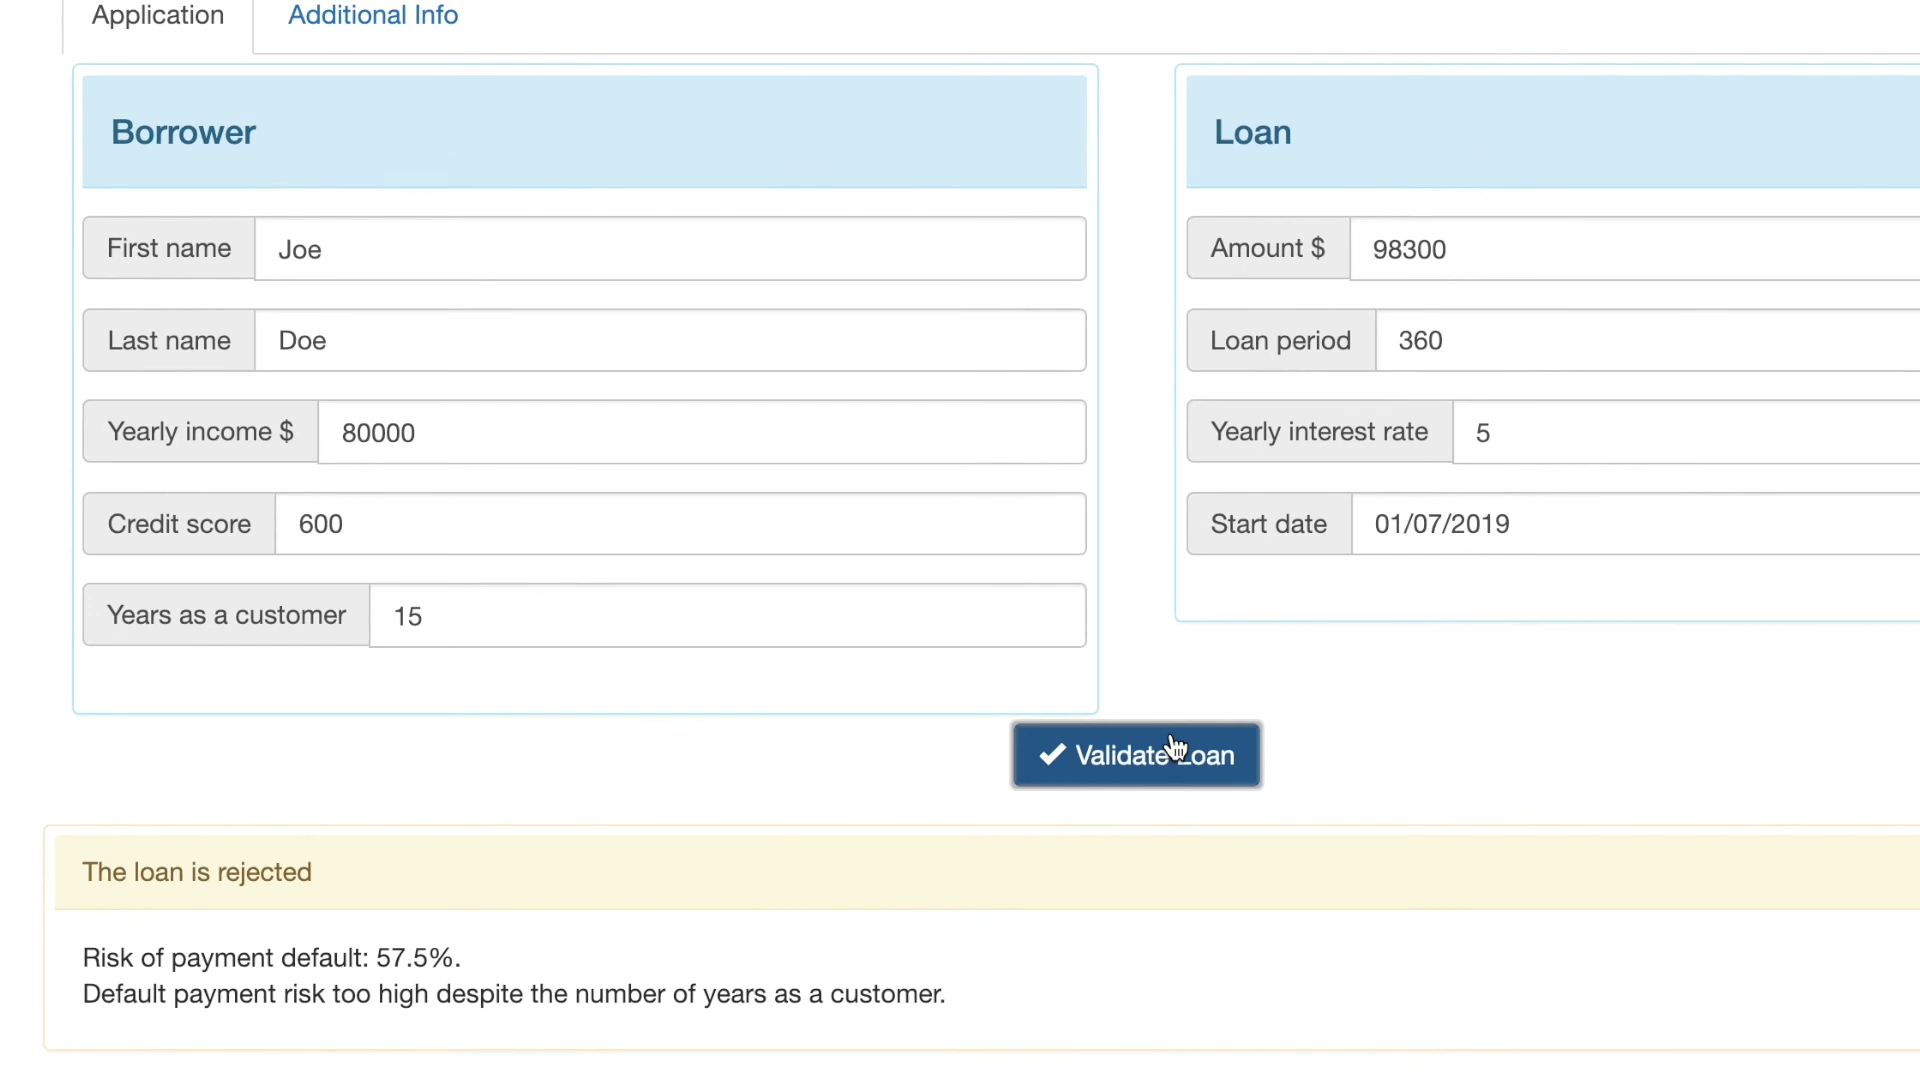 Application
Additional Info
Borrower
First name
Joe
Last name
Doe
Yearly income $
80000
Credit score
600
Years as a customer
15
Loan
Amount $
98300
Loan period
360
Yearly interest rate
5
Start date
01/07/2019
Validate Loan
The loan is rejected
Risk of payment default: 57.5%.
Default payment risk too high despite the number of years as a customer.